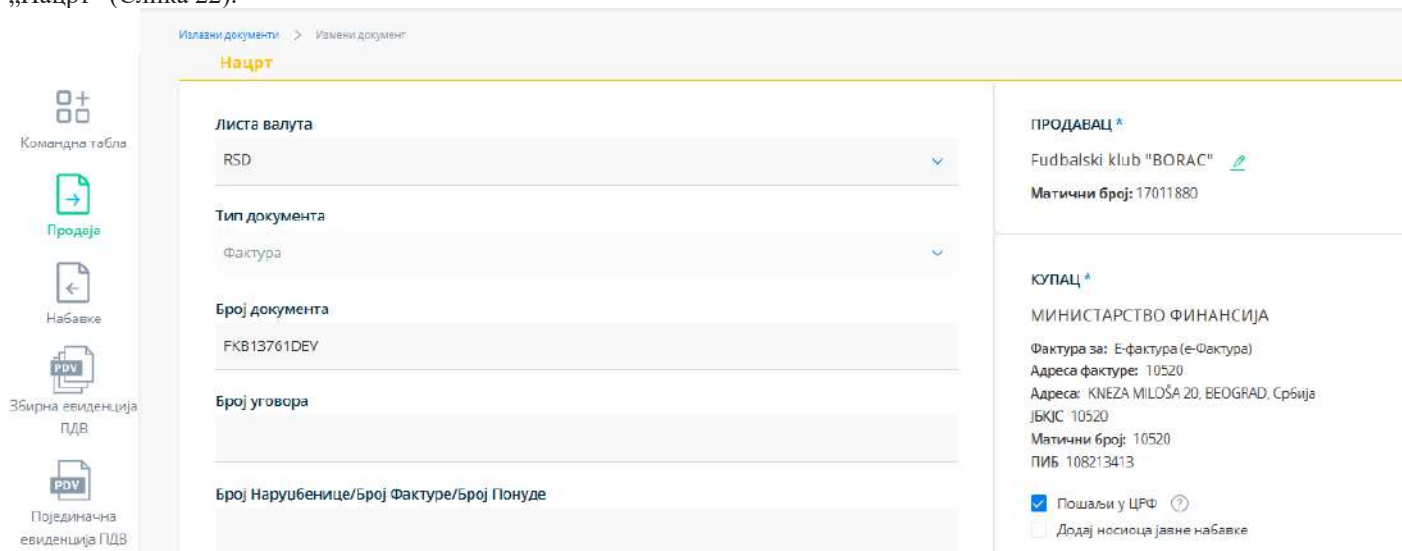 „Нацрт“ (Слика 22).
Излазни документи > Измени документ
Нацрт
Командна табла
Продаја
Набавке
PDV
Збирна евиденција
ПДВ
PDV
Појединачна
евиденција ПДВ
Листа валута
RSD
Тип документа
Фактура
Број документа
FKB13761DEV
Број уговора
Број Наруџбенице/Број Фактуре/Број Понуде
ПРОДАВАЦ *
Fudbalski klub "BORAC"
Матични број: 17011880
КУПАЦ *
МИНИСТАРСТВО ФИНАНСИЈА
Фактура за: Е-фактура (е-Фактура)
Адреса фактуре: 10520
Адреса: KNEZA MILOŠA 20, BEOGRAD, Србија
ЈБКЈС 10520
Матични број: 10520
ПИБ 108213413
Пошаљи у ЦРФ ?
Додај носиоца јавне набавке